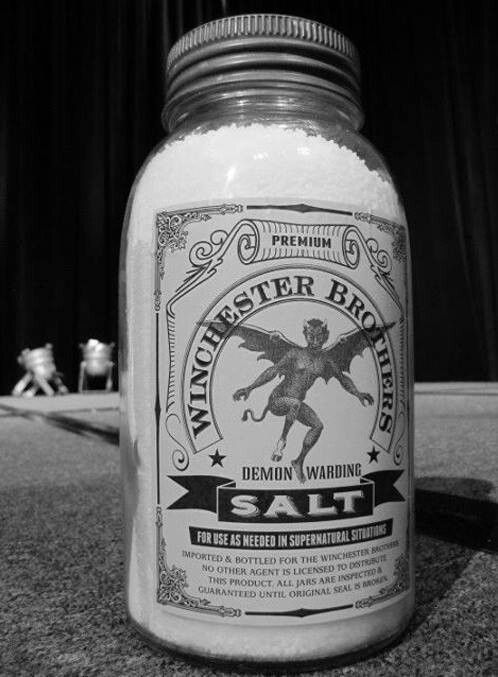 PREMIUM
WINCHESTER BROTHERS
DEMON WARDING
SALT
FOR USE AS NEEDED IN SUPERNATURAL SITUATIONS
IMPORTED & BOTTLED FOR THE WINCHESTER BROTHERS
NO OTHER AGENT IS LICENSED TO DISTRIBUTE
THIS PRODUCT. ALL JARS ARE INSPECTED &
GUARANTEED UNTIL ORIGINAL SEAL IS BROKEN.